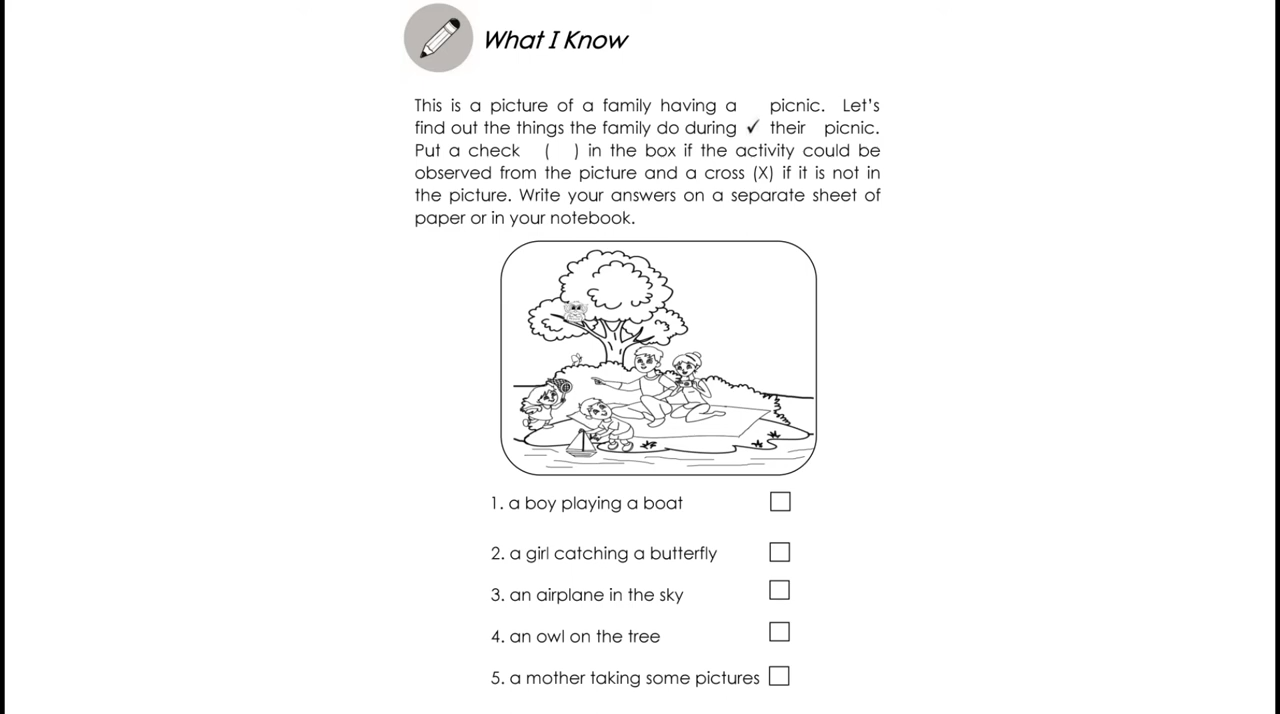 What I Know
This is a picture of a family having a picnic. Let's
find out the things the family do during ✓ their picnic.
Put a check ( ) in the box if the activity could be
observed from the picture and a cross (X) if it is not in
the picture. Write your answers on a separate sheet of
paper or in your notebook.
1. a boy playing a boat
2. a girl catching a butterfly
3. an airplane in the sky
4. an owl on the tree
5. a mother taking some pictures